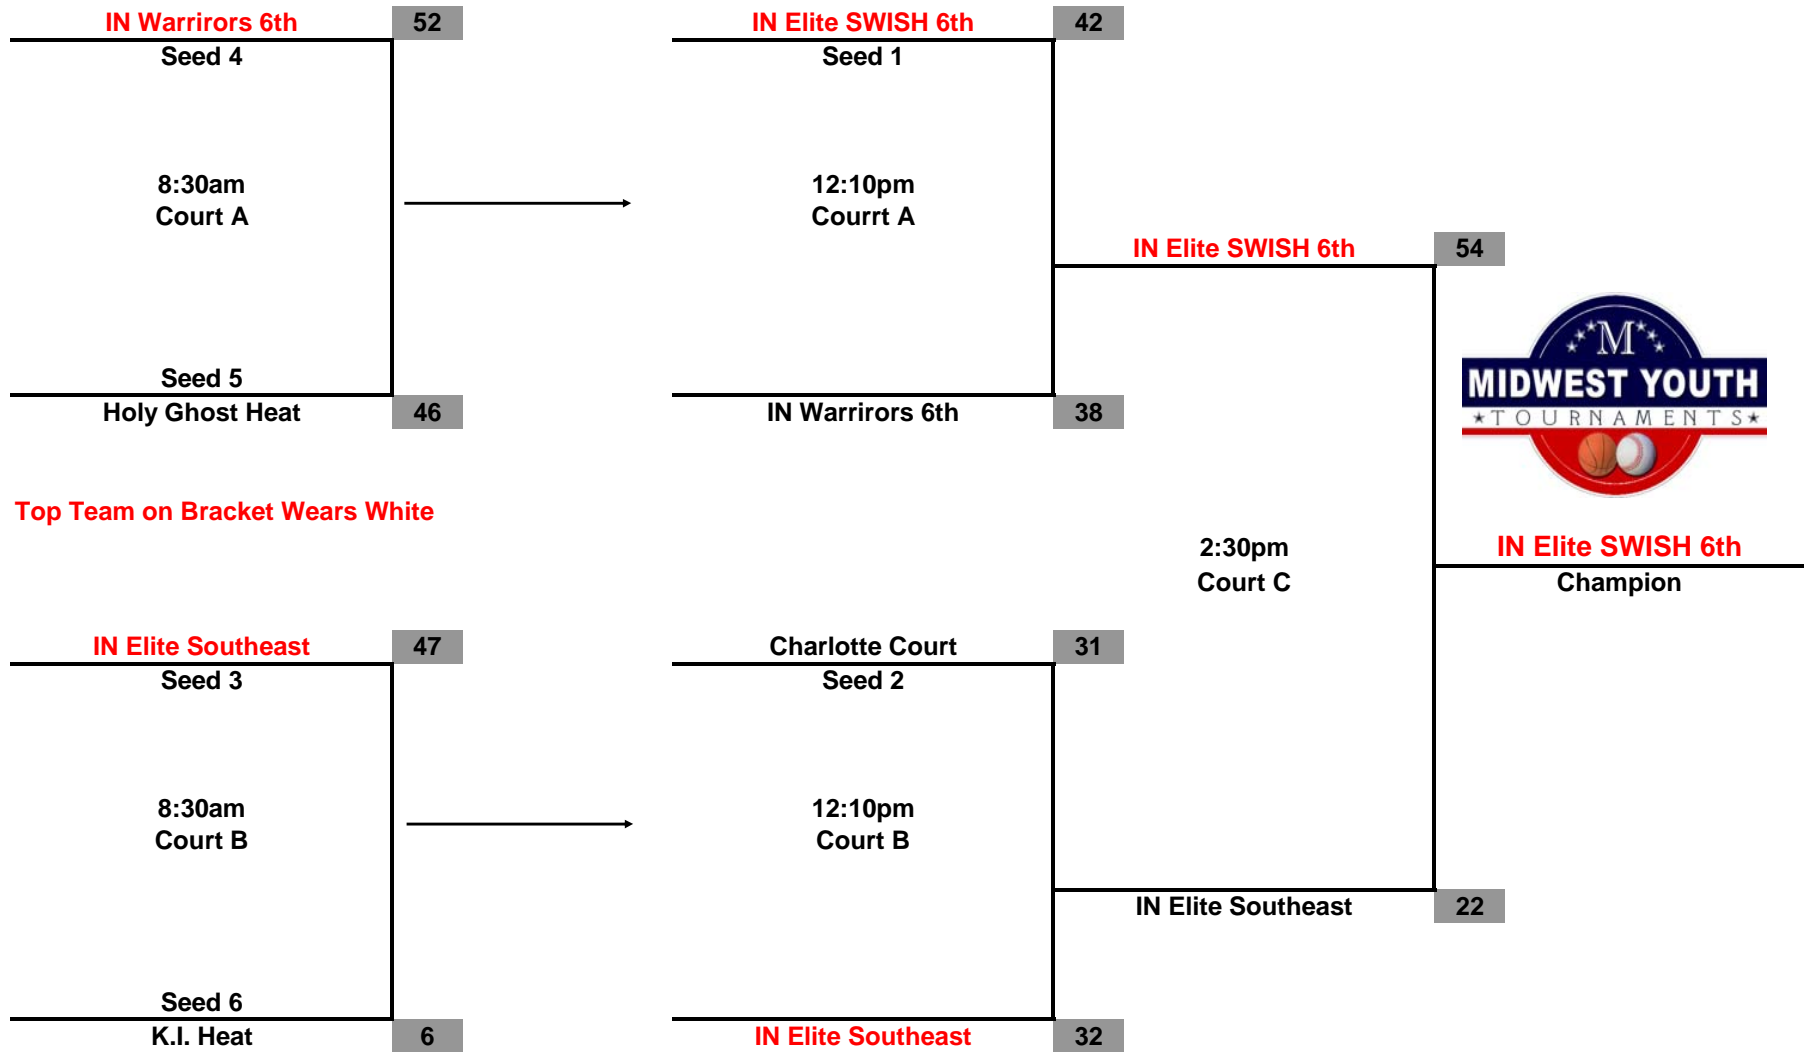 IN Warrirors 6th 52
Seed 4
8:30am
Court A
Seed 5
Holy Ghost Heat 46
IN Elite SWISH 6th 42
Seed 1
12:10pm
Courrt A
IN Warrirors 6th 38
IN Elite SWISH 6th 54
M
MIDWEST YOUTH
TOURNAMENTS
Top Team on Bracket Wears White
2:30pm
Court C
IN Elite SWISH 6th
Champion
IN Elite Southeast 47
Seed 3
8:30am
Court B
Seed 6
K.I. Heat 6
Charlotte Court 31
Seed 2
12:10pm
Court B
IN Elite Southeast 32
IN Elite Southeast 22